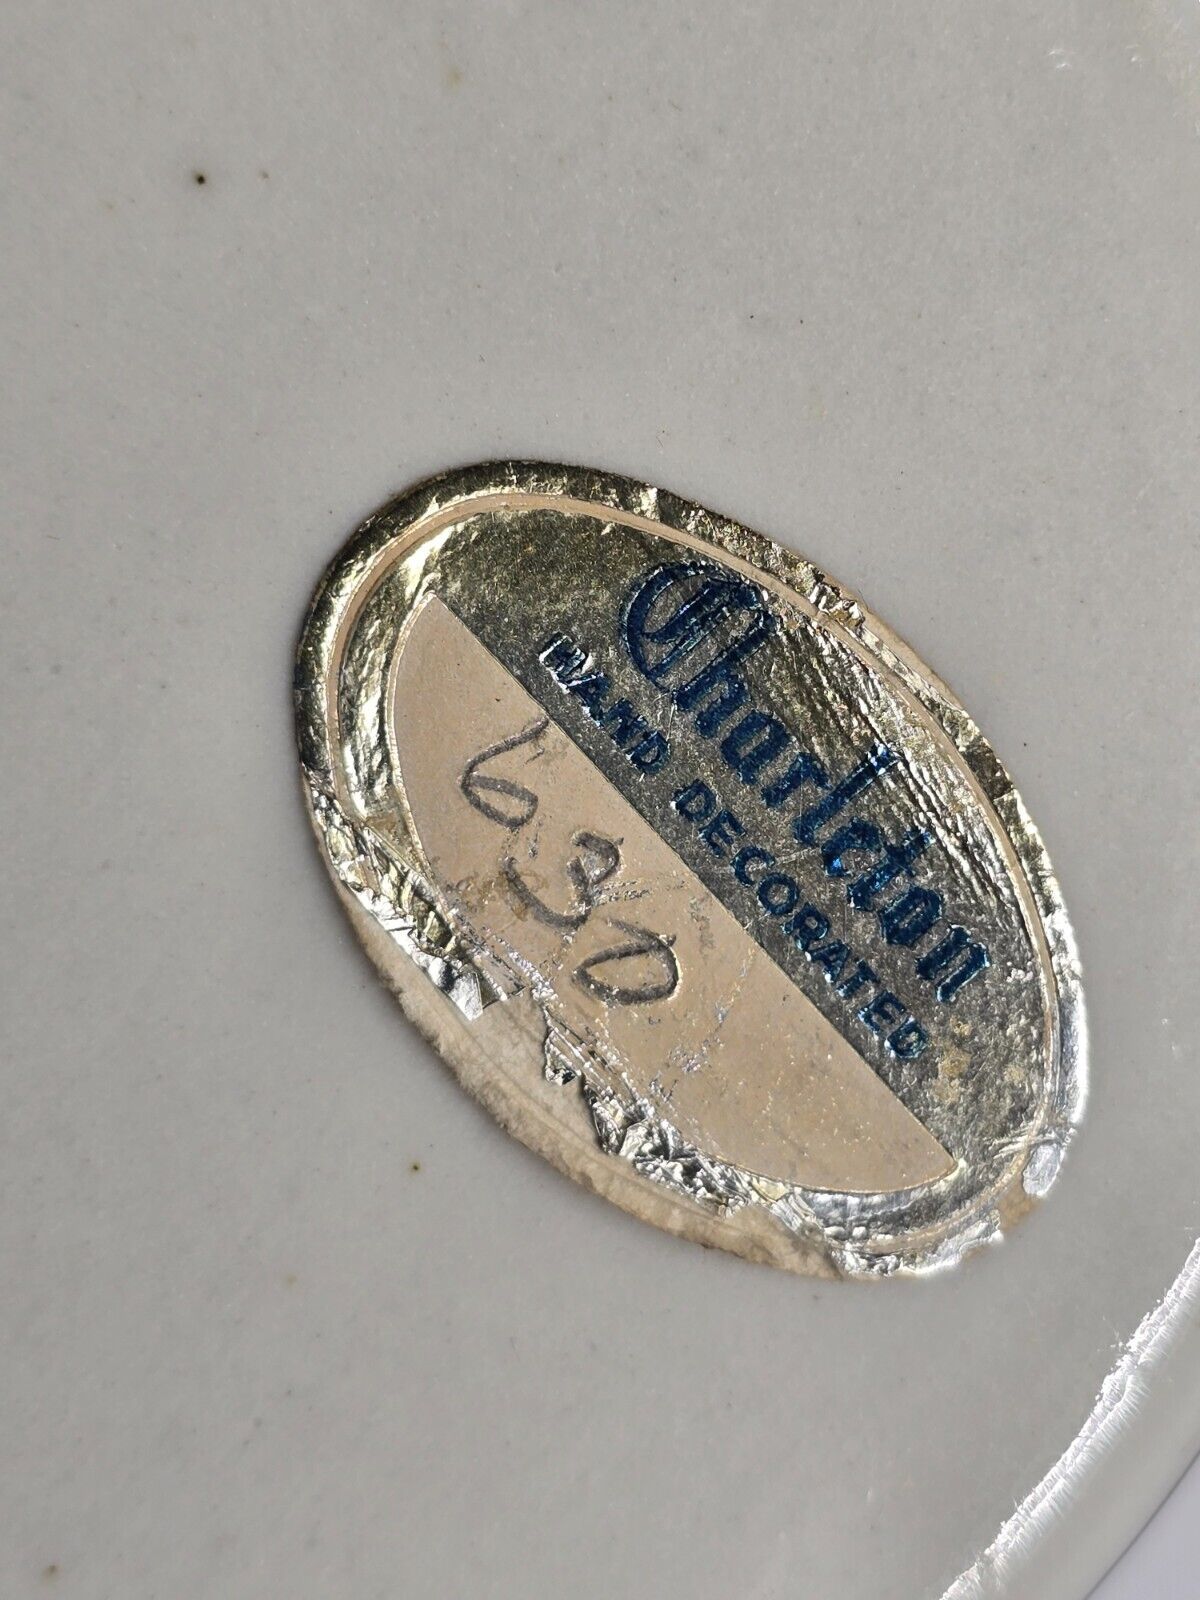 Charleton
HAND DECORATED
630